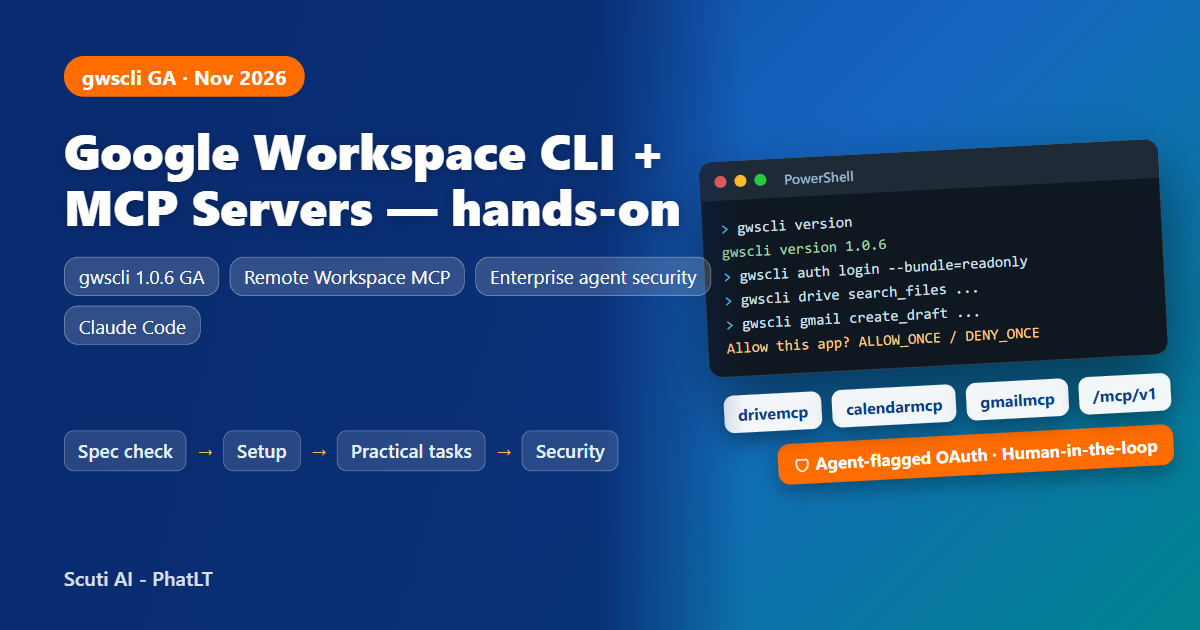 gwscli GA · Nov 2026
Google Workspace CLI +
MCP Servers — hands-on
gwscli 1.0.6 GA
Remote Workspace MCP
Enterprise agent security
Claude Code
Spec check → Setup → Practical tasks → Security
Scuti AI - PhatLT
PowerShell
> gwscli version
gwscli version 1.0.6
> gwscli auth login --bundle=readonly
> gwscli drive search_files ...
> gwscli gmail create_draft ...
Allow this app? ALLOW_ONCE / DENY_ONCE
drivemcp
calendarmcp
gmailmcp
/mcp/v1
Agent-flagged OAuth · Human-in-the-loop